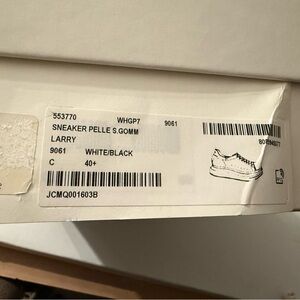 553770 WHGP7 9061
SNEAKER PELLE S.GOMM
LARRY
9061 WHITE/BLACK
C 40+
JCMQ001603B